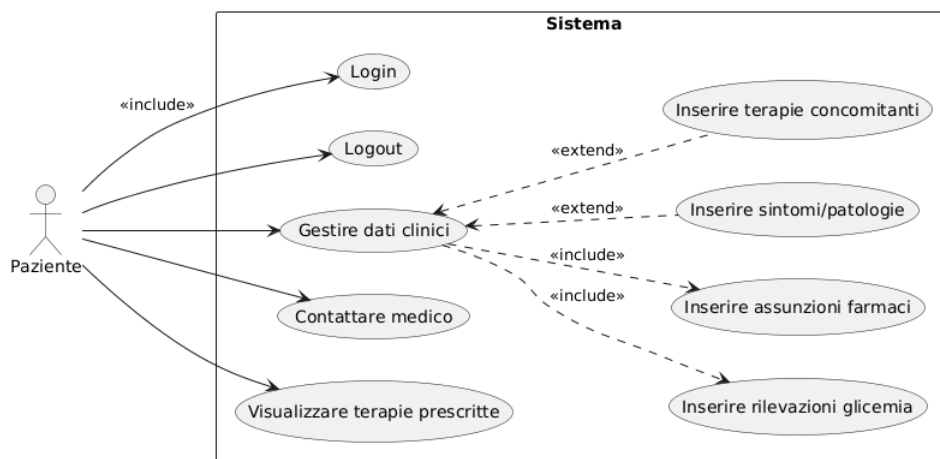 Sistema
Login
«include»
Inserire terapie concomitanti
Logout
«extend»
Inserire sintomi/patologie
«extend»
Gestire dati clinici
«include»
Paziente
«include»
Inserire assunzioni farmaci
Contattare medico
Visualizzare terapie prescritte
Inserire rilevazioni glicemia